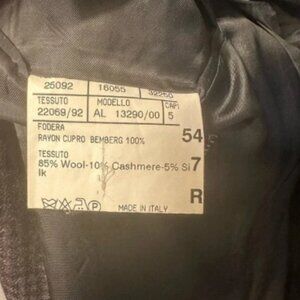 25092 16055 32260
TESSUTO MODELLO CAPI
22069/92 AL 13290/00 5
FODERA
RAYON CUPRO BEMBERG 100% 54
TESSUTO
85% Wool-10% Cashmere-5% Si 7
lk
R
MADE IN ITALY